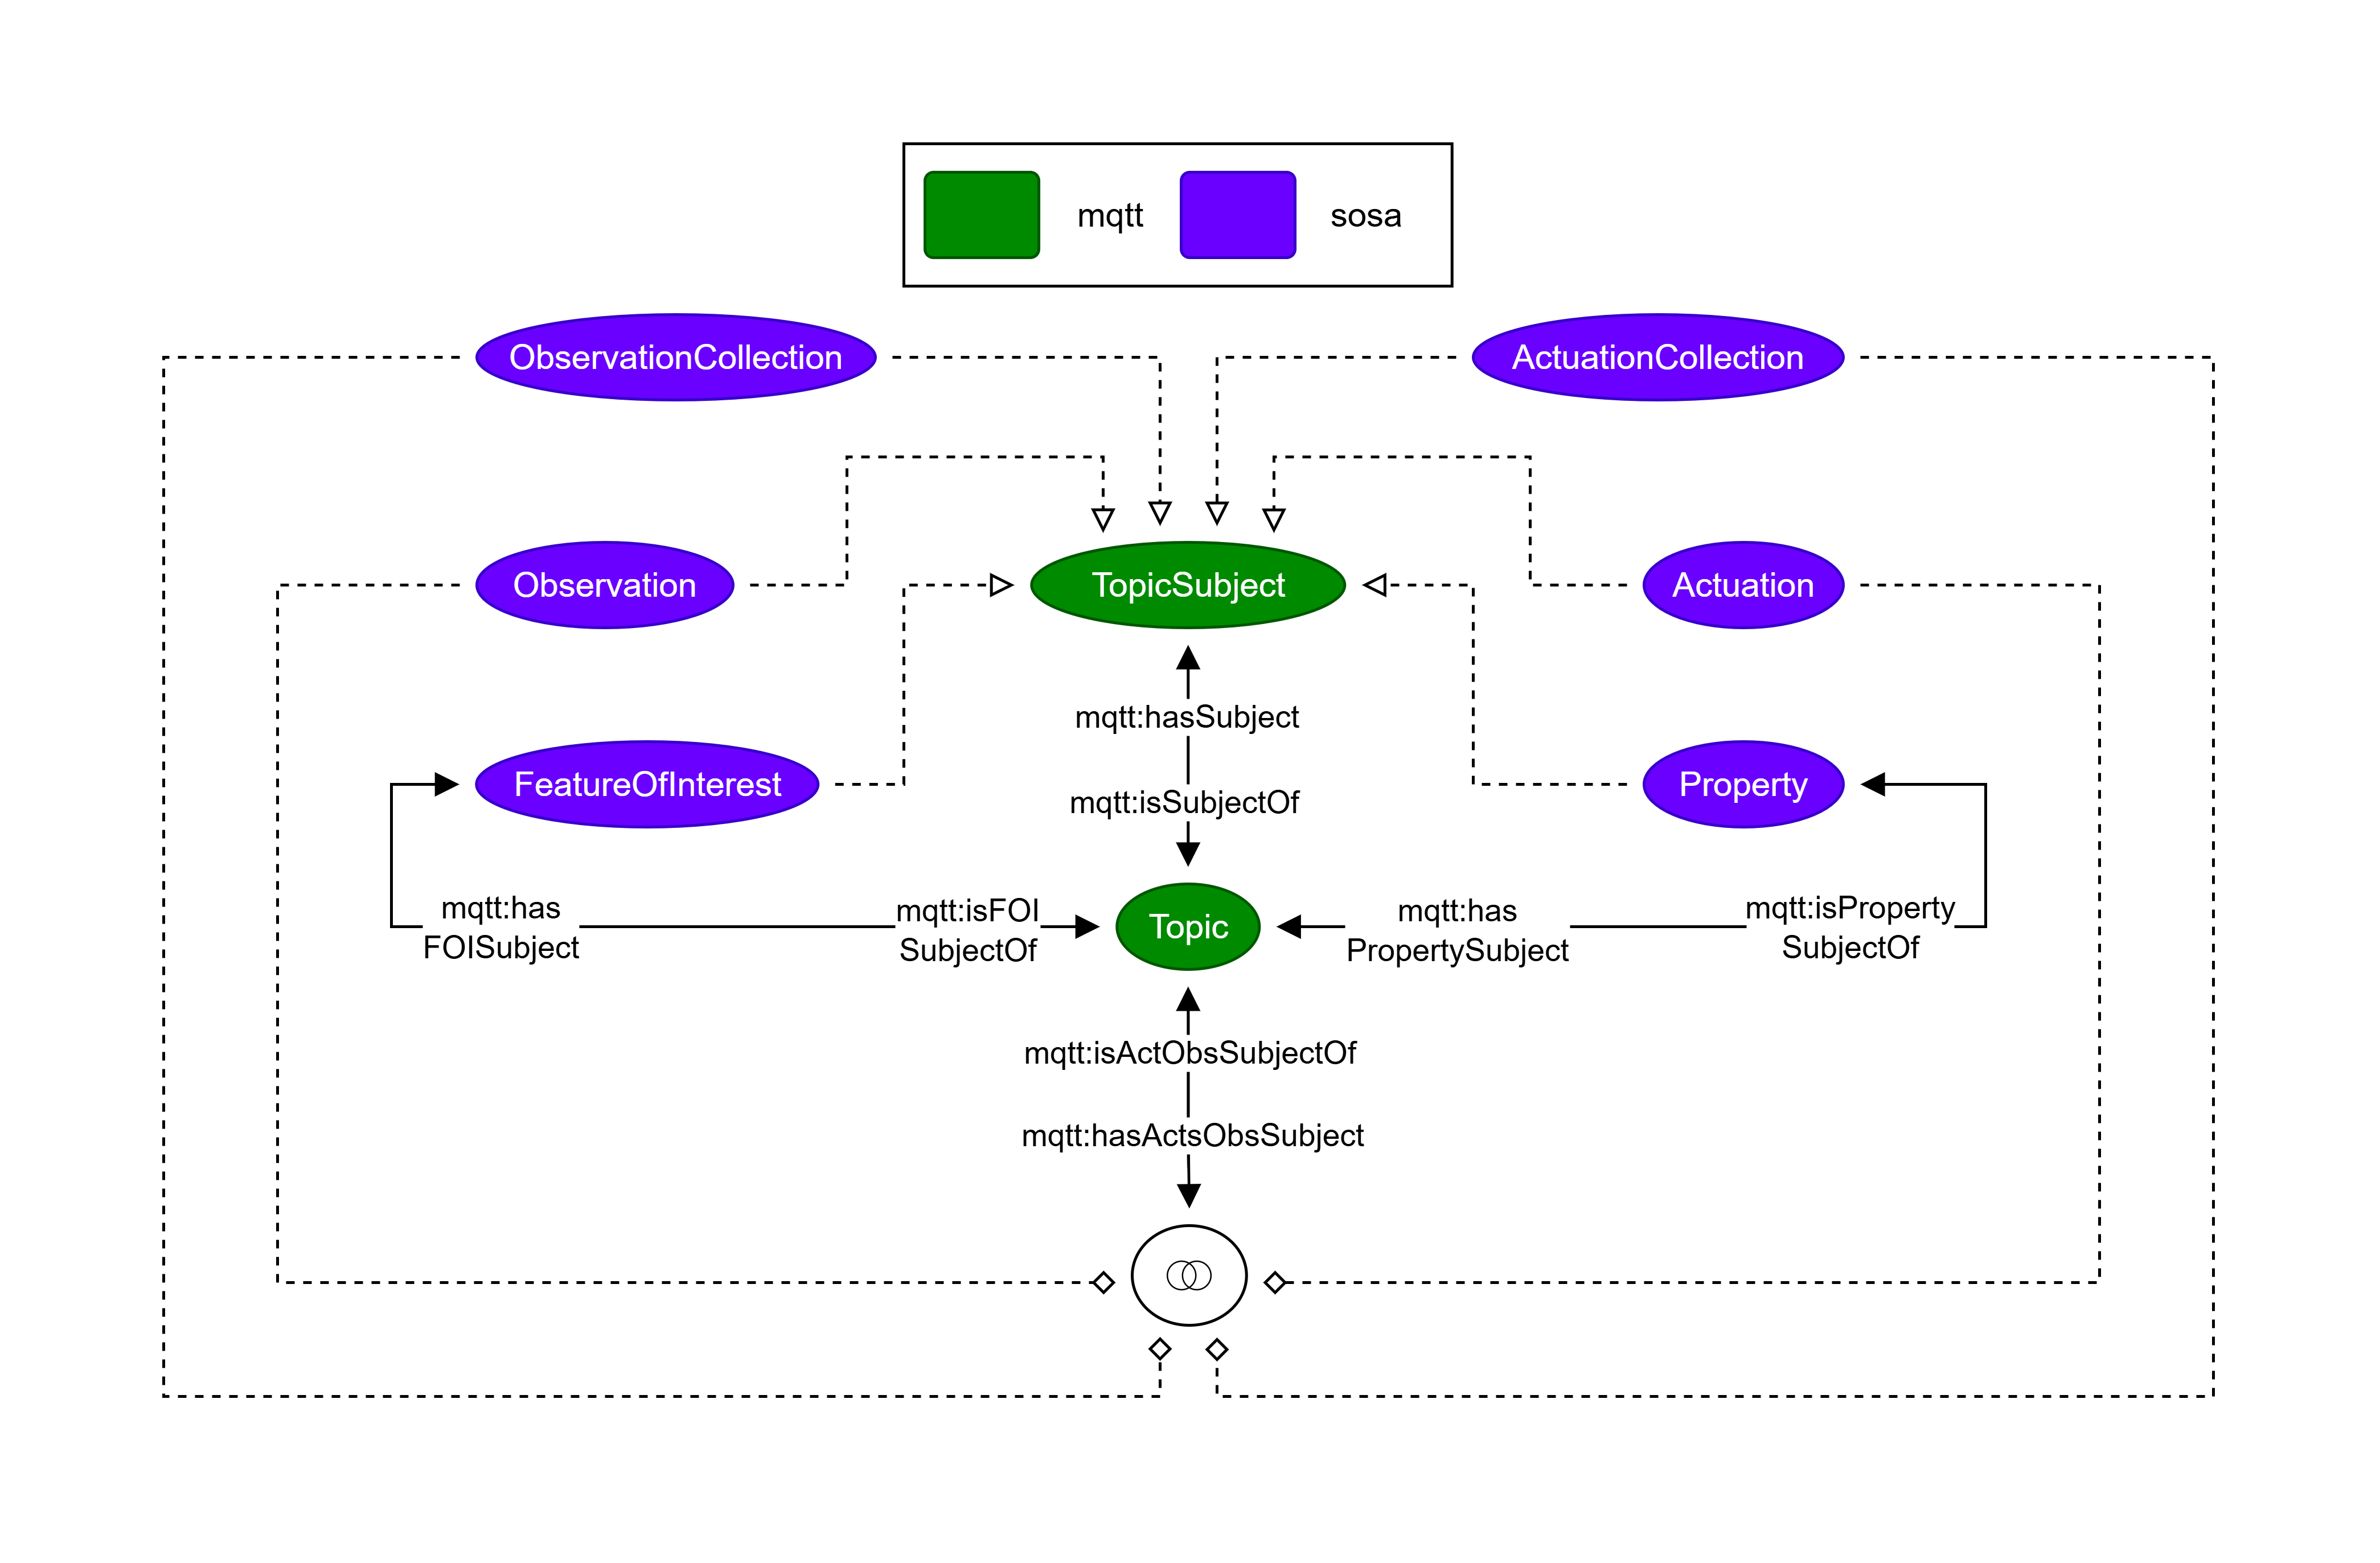 mqtt
sosa
ObservationCollection
ActuationCollection
Observation
TopicSubject
Actuation
mqtt:hasSubject
FeatureOfInterest
mqtt:isSubjectOf
Property
mqtt:has
FOISubject
mqtt:isFOI
SubjectOf
Topic
mqtt:has
PropertySubject
mqtt:isProperty
SubjectOf
mqtt:isActObsSubjectOf
mqtt:hasActsObsSubject